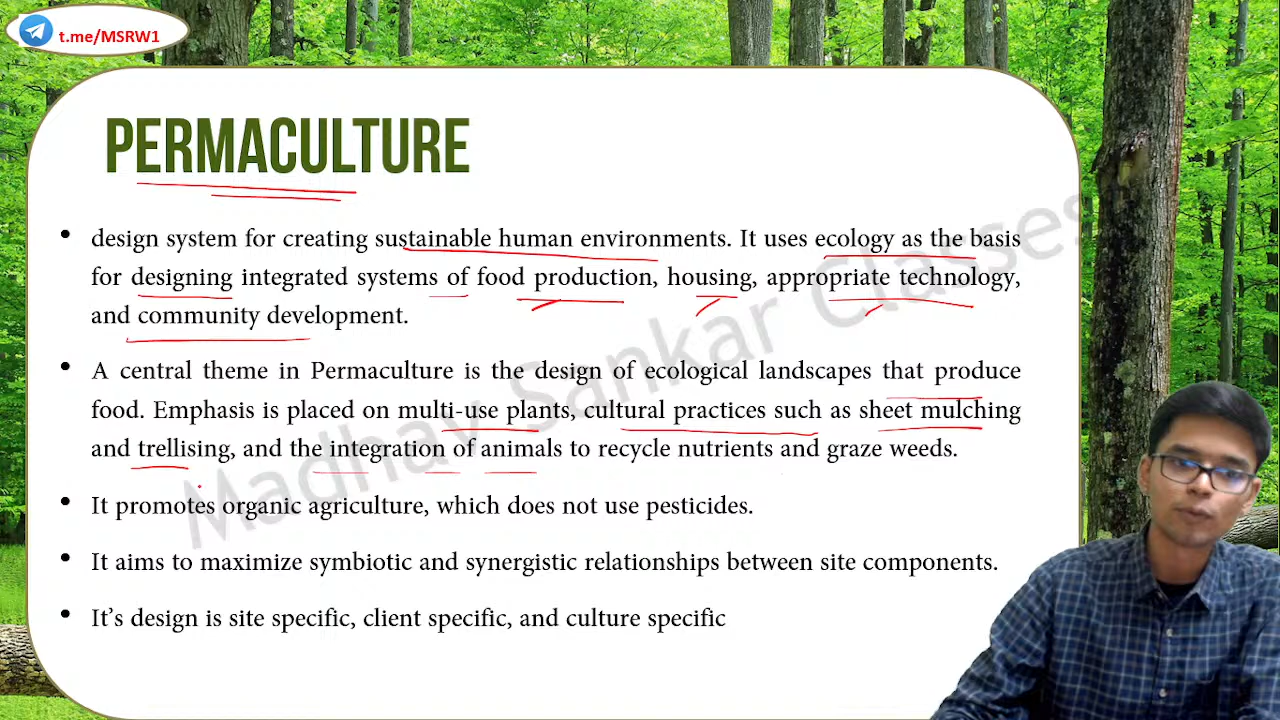 t.me/MSRW1
PERMACULTURE
• design system for creating sustainable human environments. It uses ecology as the basis
for designing integrated systems of food production, housing, appropriate technology,
and community development.
• A central theme in Permaculture is the design of ecological landscapes that produce
food. Emphasis is placed on multi-use plants, cultural practices such as sheet mulching
and trellising, and the integration of animals to recycle nutrients and graze weeds.
• It promotes organic agriculture, which does not use pesticides.
• It aims to maximize symbiotic and synergistic relationships between site components.
• It’s design is site specific, client specific, and culture specific
Madhav Sankar Classes